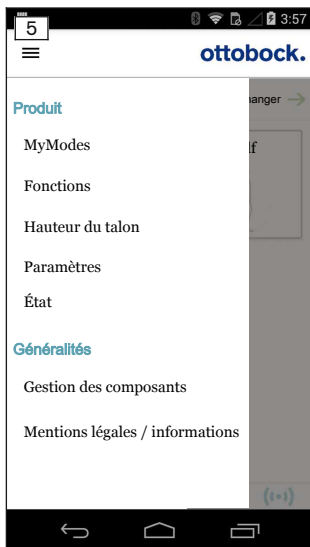 5
3:57
ottobock.
Produit
anger
MyModes
lf
Fonctions
Hauteur du talon
Paramètres
État
Généralités
Gestion des composants
Mentions légales / informations